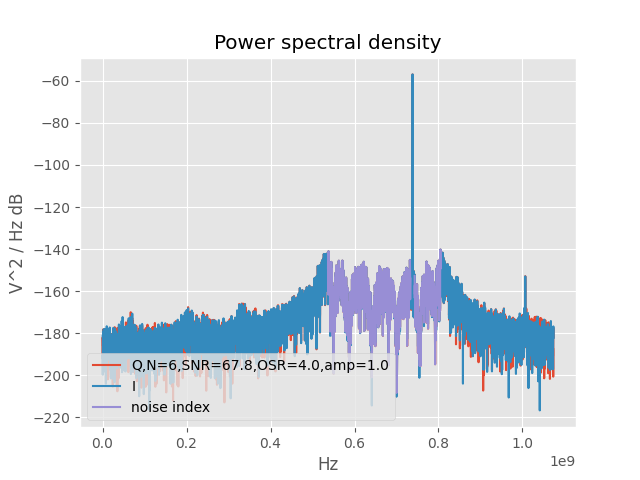 Power spectral density
V^2 / Hz dB
−60
−80
−100
−120
−140
−160
−180
−200
−220
Q,N=6,SNR=67.8,OSR=4.0,amp=1.0
I
noise index
0.0 0.2 0.4 0.6 0.8 1.0
1e9
Hz